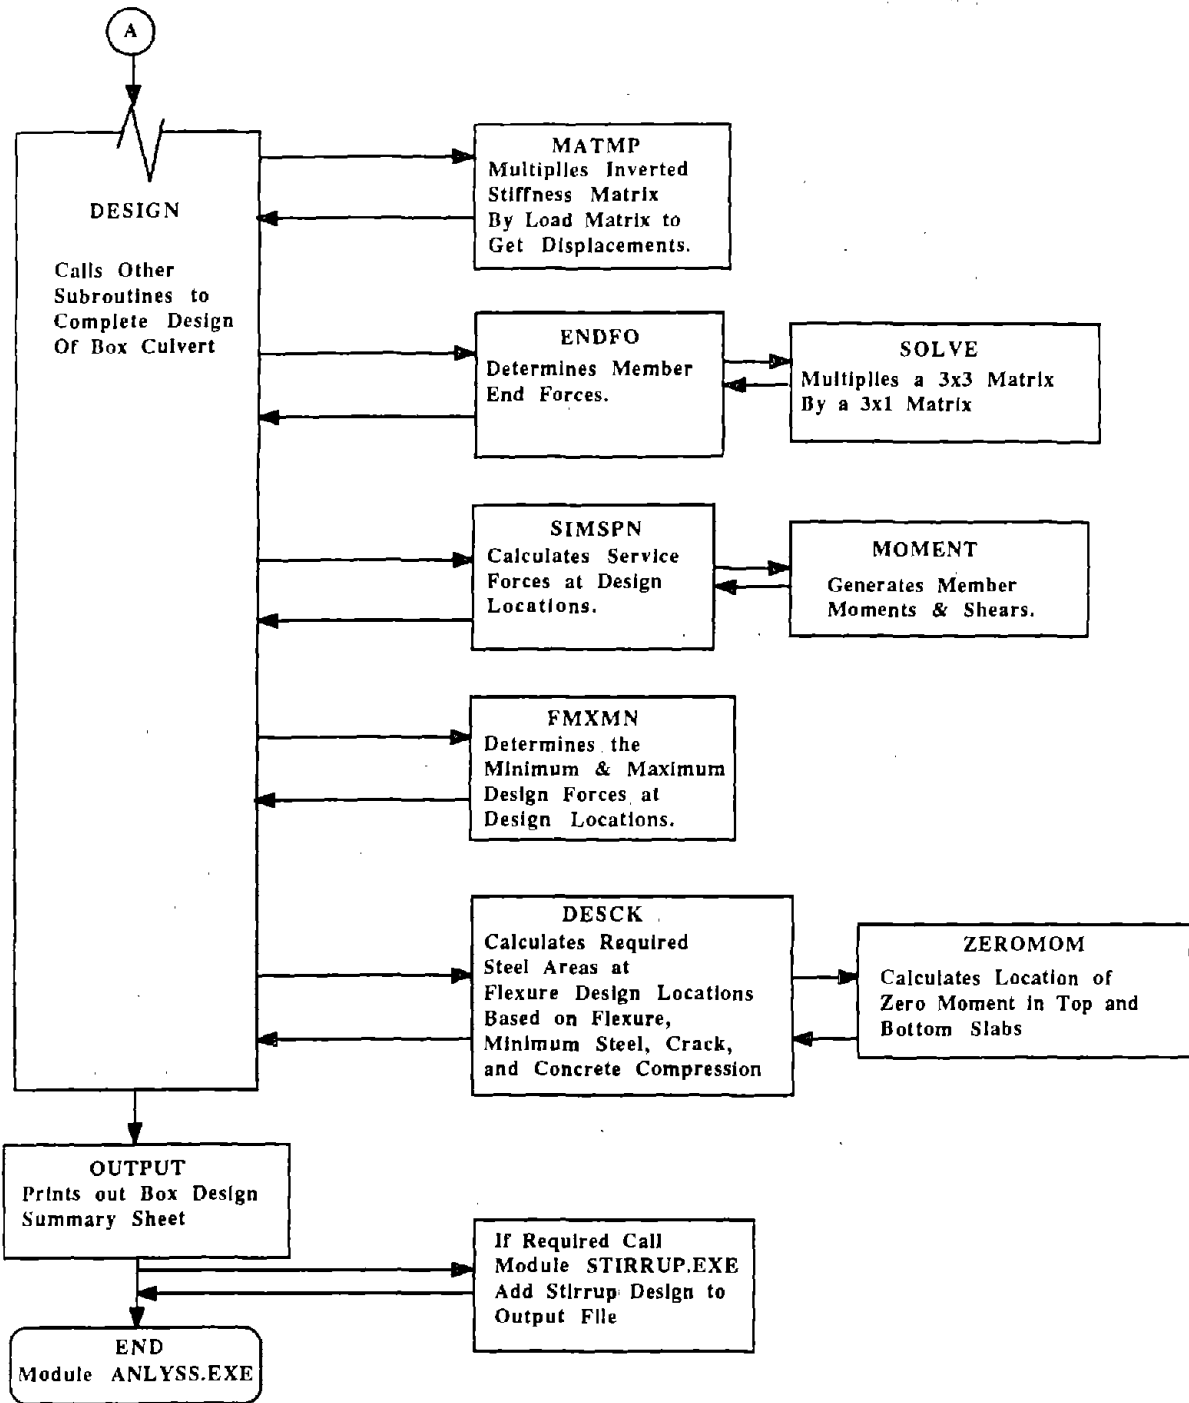 A
DESIGN
Calls Other
Subroutines to
Complete Design
Of Box Culvert
MATMP
Multiplies Inverted
Stiffness Matrix
By Load Matrix to
Get Displacements.
ENDFO
Determines Member
End Forces.
SOLVE
Multiplies a 3x3 Matrix
By a 3x1 Matrix
SIMSPN
Calculates Service
Forces at Design
Locations.
MOMENT
Generates Member
Moments & Shears.
FMXMN
Determines the
Minimum & Maximum
Design Forces at
Design Locations.
DESCK
Calculates Required
Steel Areas at
Flexure Design Locations
Based on Flexure,
Minimum Steel, Crack,
and Concrete Compression
ZEROMOM
Calculates Location of
Zero Moment in Top and
Bottom Slabs
OUTPUT
Prints out Box Design
Summary Sheet
If Required Call
Module STIRRUP.EXE
Add Stirrup Design to
Output File
END
Module ANLYSS.EXE